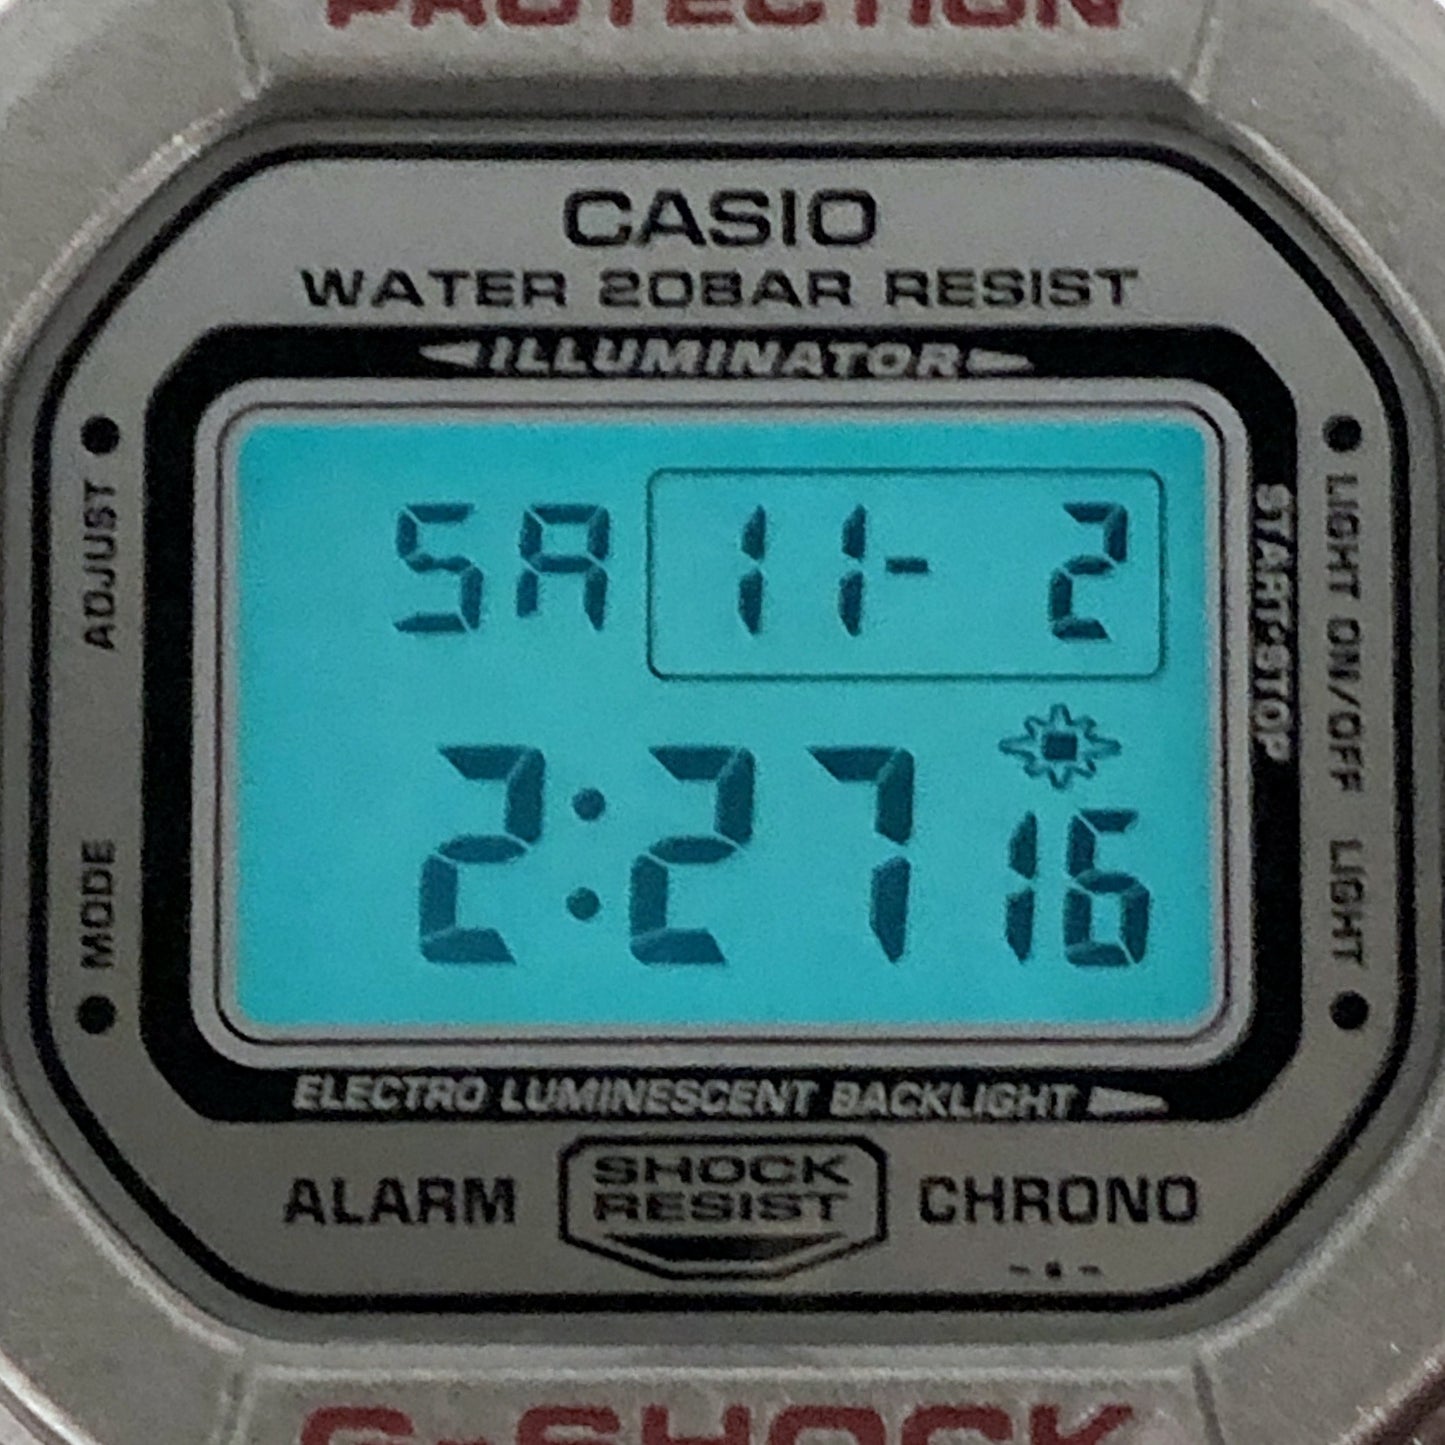 PROTECTION
CASIO
WATER 20BAR RESIST
ILLUMINATOR
ADJUST
MODE
SA 11- 2
2:27 16
START•STOP
LIGHT ON/OFF
LIGHT
ELECTRO LUMINESCENT BACKLIGHT
ALARM
SHOCK
RESIST
CHRONO
G-SHOCK